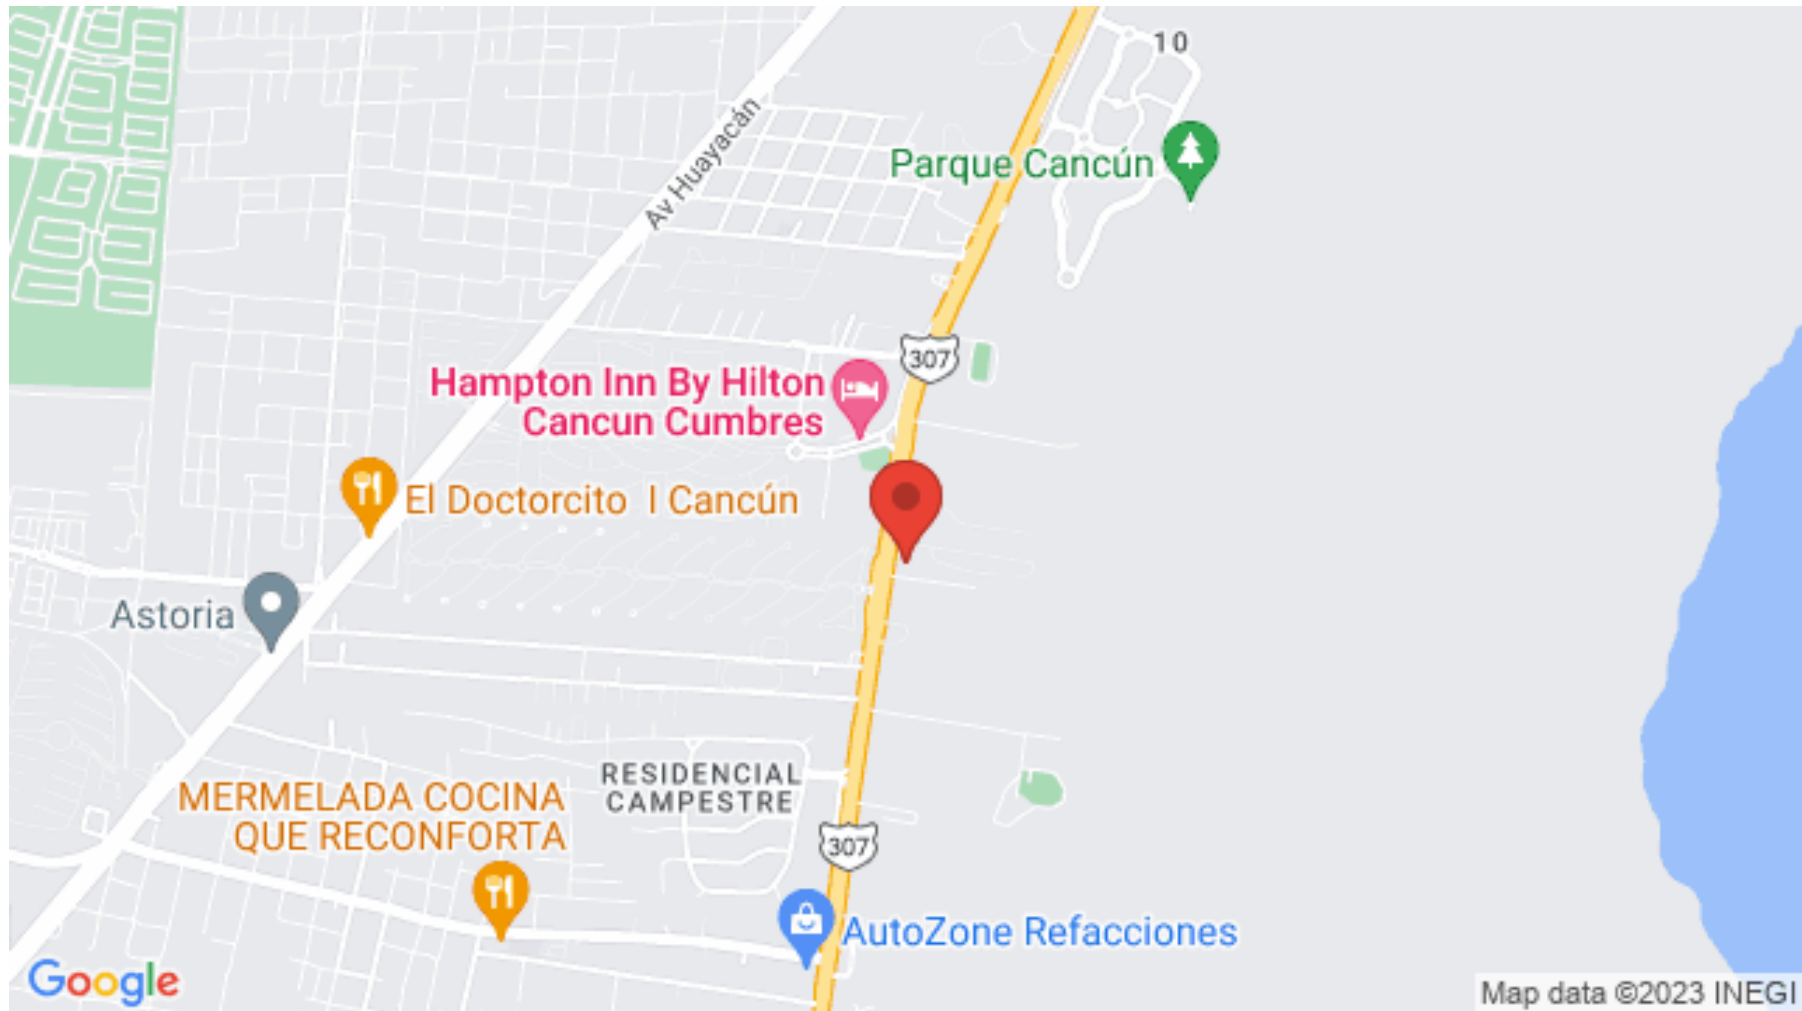 10
Av Huayacán
Parque Cancún
307
Hampton Inn By Hilton
Cancun Cumbres
El Doctorcito I Cancún
Astoria
RESIDENCIAL
CAMPESTRE
MERMELADA COCINA
QUE RECONFORTA
307
AutoZone Refacciones
Google
Map data ©2023 INEGI